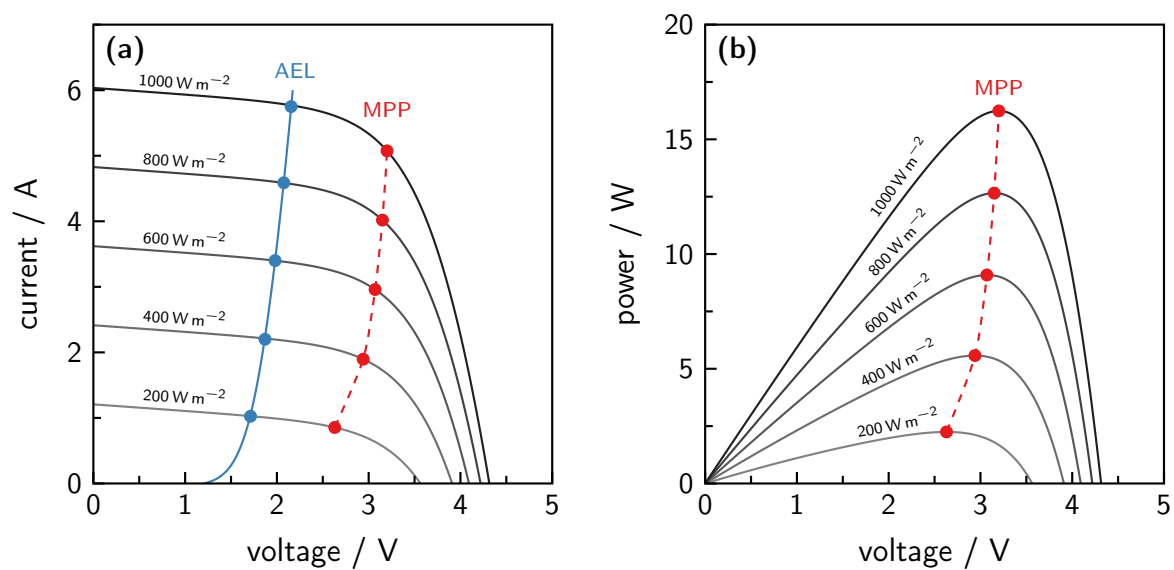 (a)
AEL
MPP
1000 W m−2
800 W m−2
600 W m−2
400 W m−2
200 W m−2
6
4
2
0
0 1 2 3 4 5
current / A
voltage / V
(b)
MPP
1000 W m−2
800 W m−2
600 W m−2
400 W m−2
200 W m−2
20
15
10
5
0
0 1 2 3 4 5
power / W
voltage / V